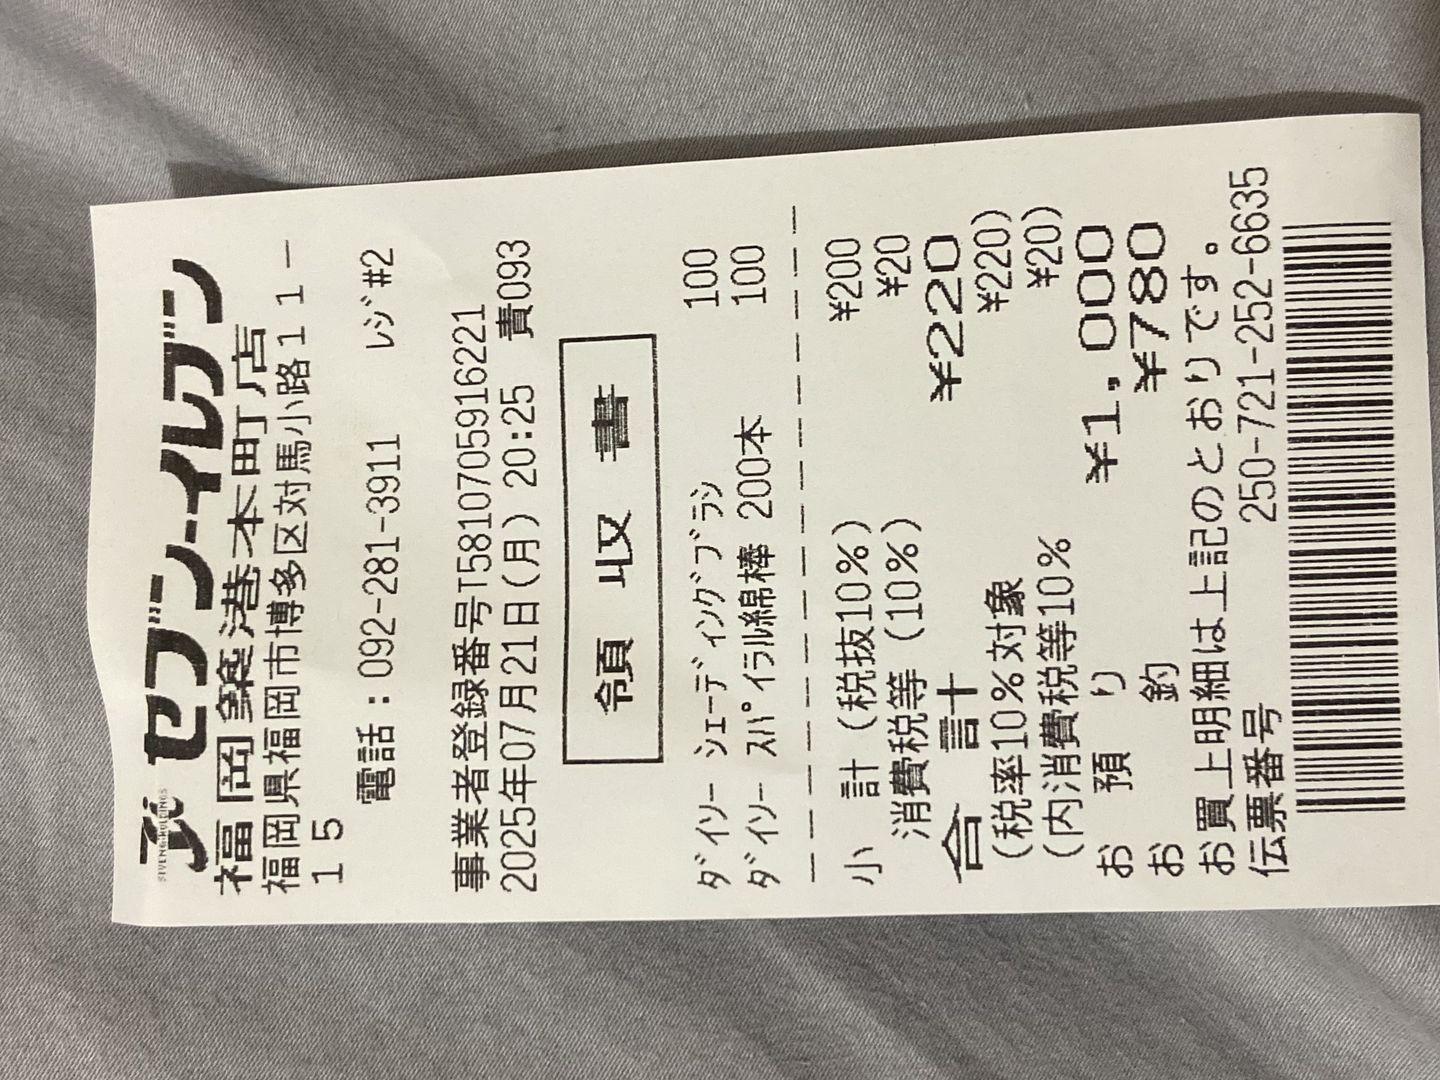 SEVEN&i HOLDINGS
セブン-イレブン
福岡奈良屋本町店
福岡県福岡市博多区対馬小路11-
15
電話：092-281-3911 ﾚｼﾞ#2
事業者登録番号T5810705916221
2025年07月21日(月) 20:25 責093
領収書
ﾀﾞｲｿｰ ｼｪｰﾃﾞｨﾝｸﾞﾌﾞﾗｼ 100
ﾀﾞｲｿｰ ｽﾊﾟｲﾗﾙ綿棒 200本 100
小計(税抜10%) ¥200
消費税等(10%) ¥20
合計 ¥220
(税率10%対象 ¥220)
(内消費税等10% ¥20)
お預り ¥1,000
お釣 ¥780
お買上明細は上記のとおりです。
伝票番号 250-721-252-6635